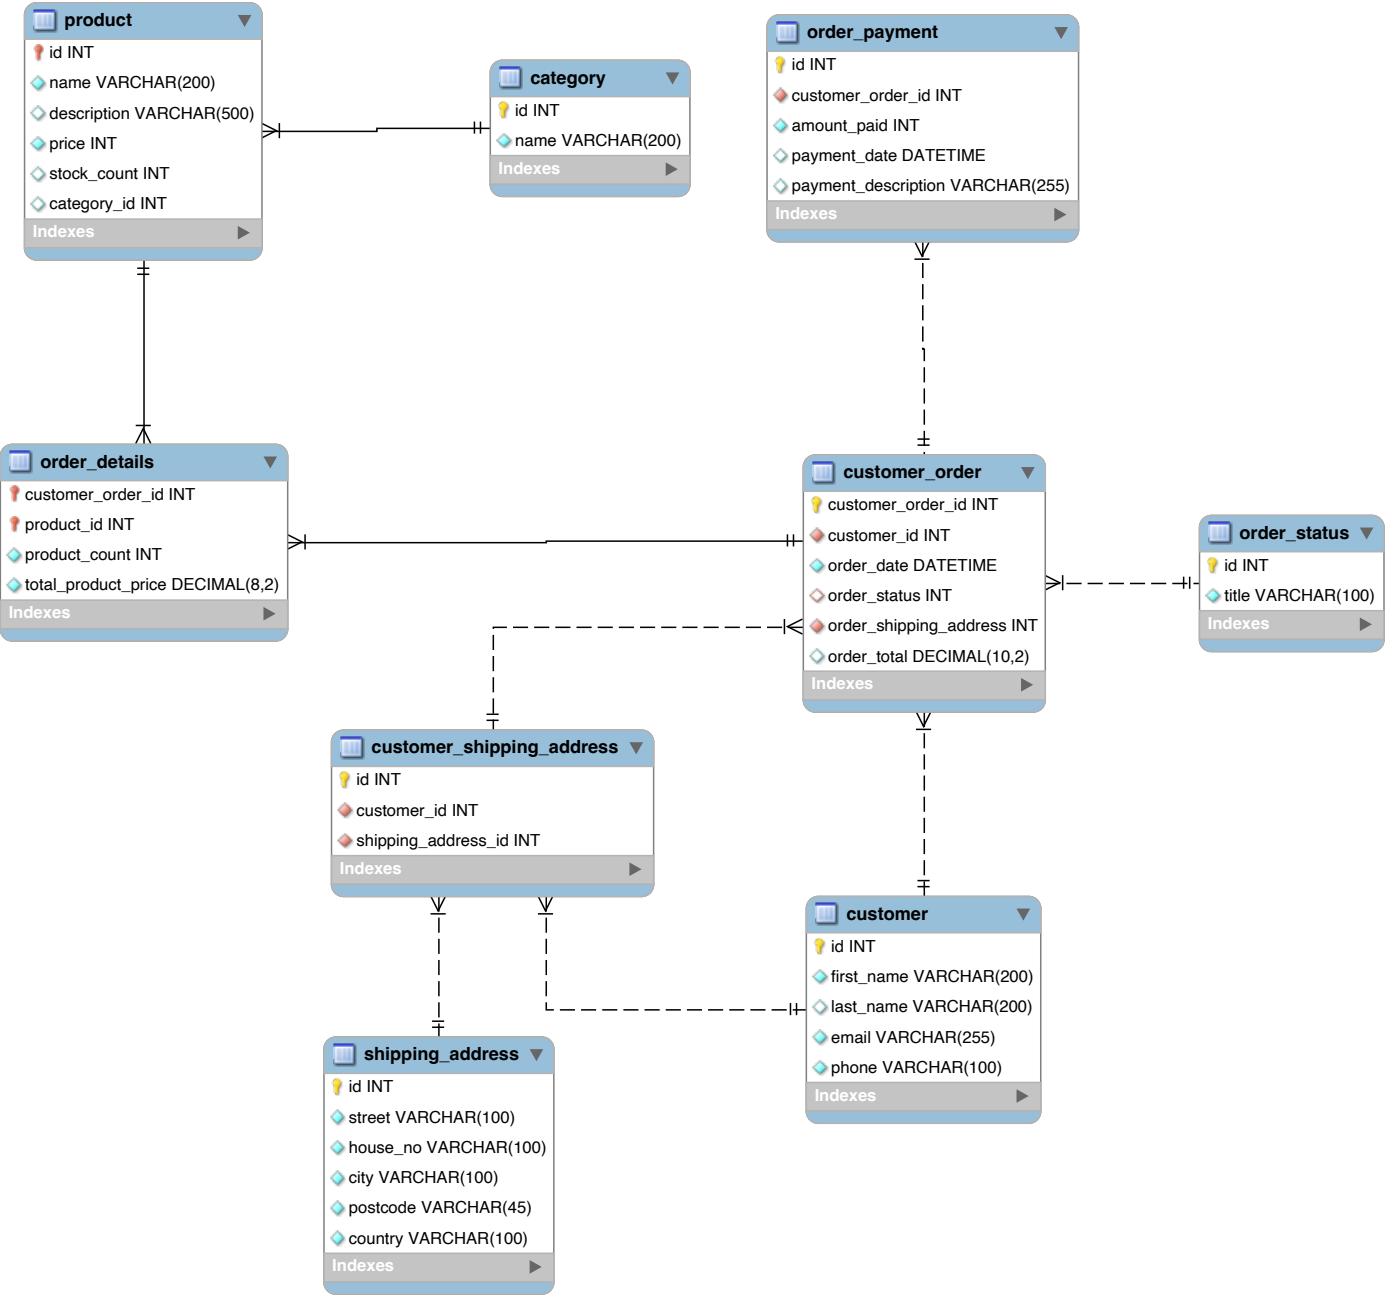 product
id INT
name VARCHAR(200)
description VARCHAR(500)
price INT
stock_count INT
category_id INT
Indexes
category
id INT
name VARCHAR(200)
Indexes
order_payment
id INT
customer_order_id INT
amount_paid INT
payment_date DATETIME
payment_description VARCHAR(255)
Indexes
order_details
customer_order_id INT
product_id INT
product_count INT
total_product_price DECIMAL(8,2)
Indexes
customer_order
customer_order_id INT
customer_id INT
order_date DATETIME
order_status INT
order_shipping_address INT
order_total DECIMAL(10,2)
Indexes
order_status
id INT
title VARCHAR(100)
Indexes
customer_shipping_address
id INT
customer_id INT
shipping_address_id INT
Indexes
customer
id INT
first_name VARCHAR(200)
last_name VARCHAR(200)
email VARCHAR(255)
phone VARCHAR(100)
Indexes
shipping_address
id INT
street VARCHAR(100)
house_no VARCHAR(100)
city VARCHAR(100)
postcode VARCHAR(45)
country VARCHAR(100)
Indexes